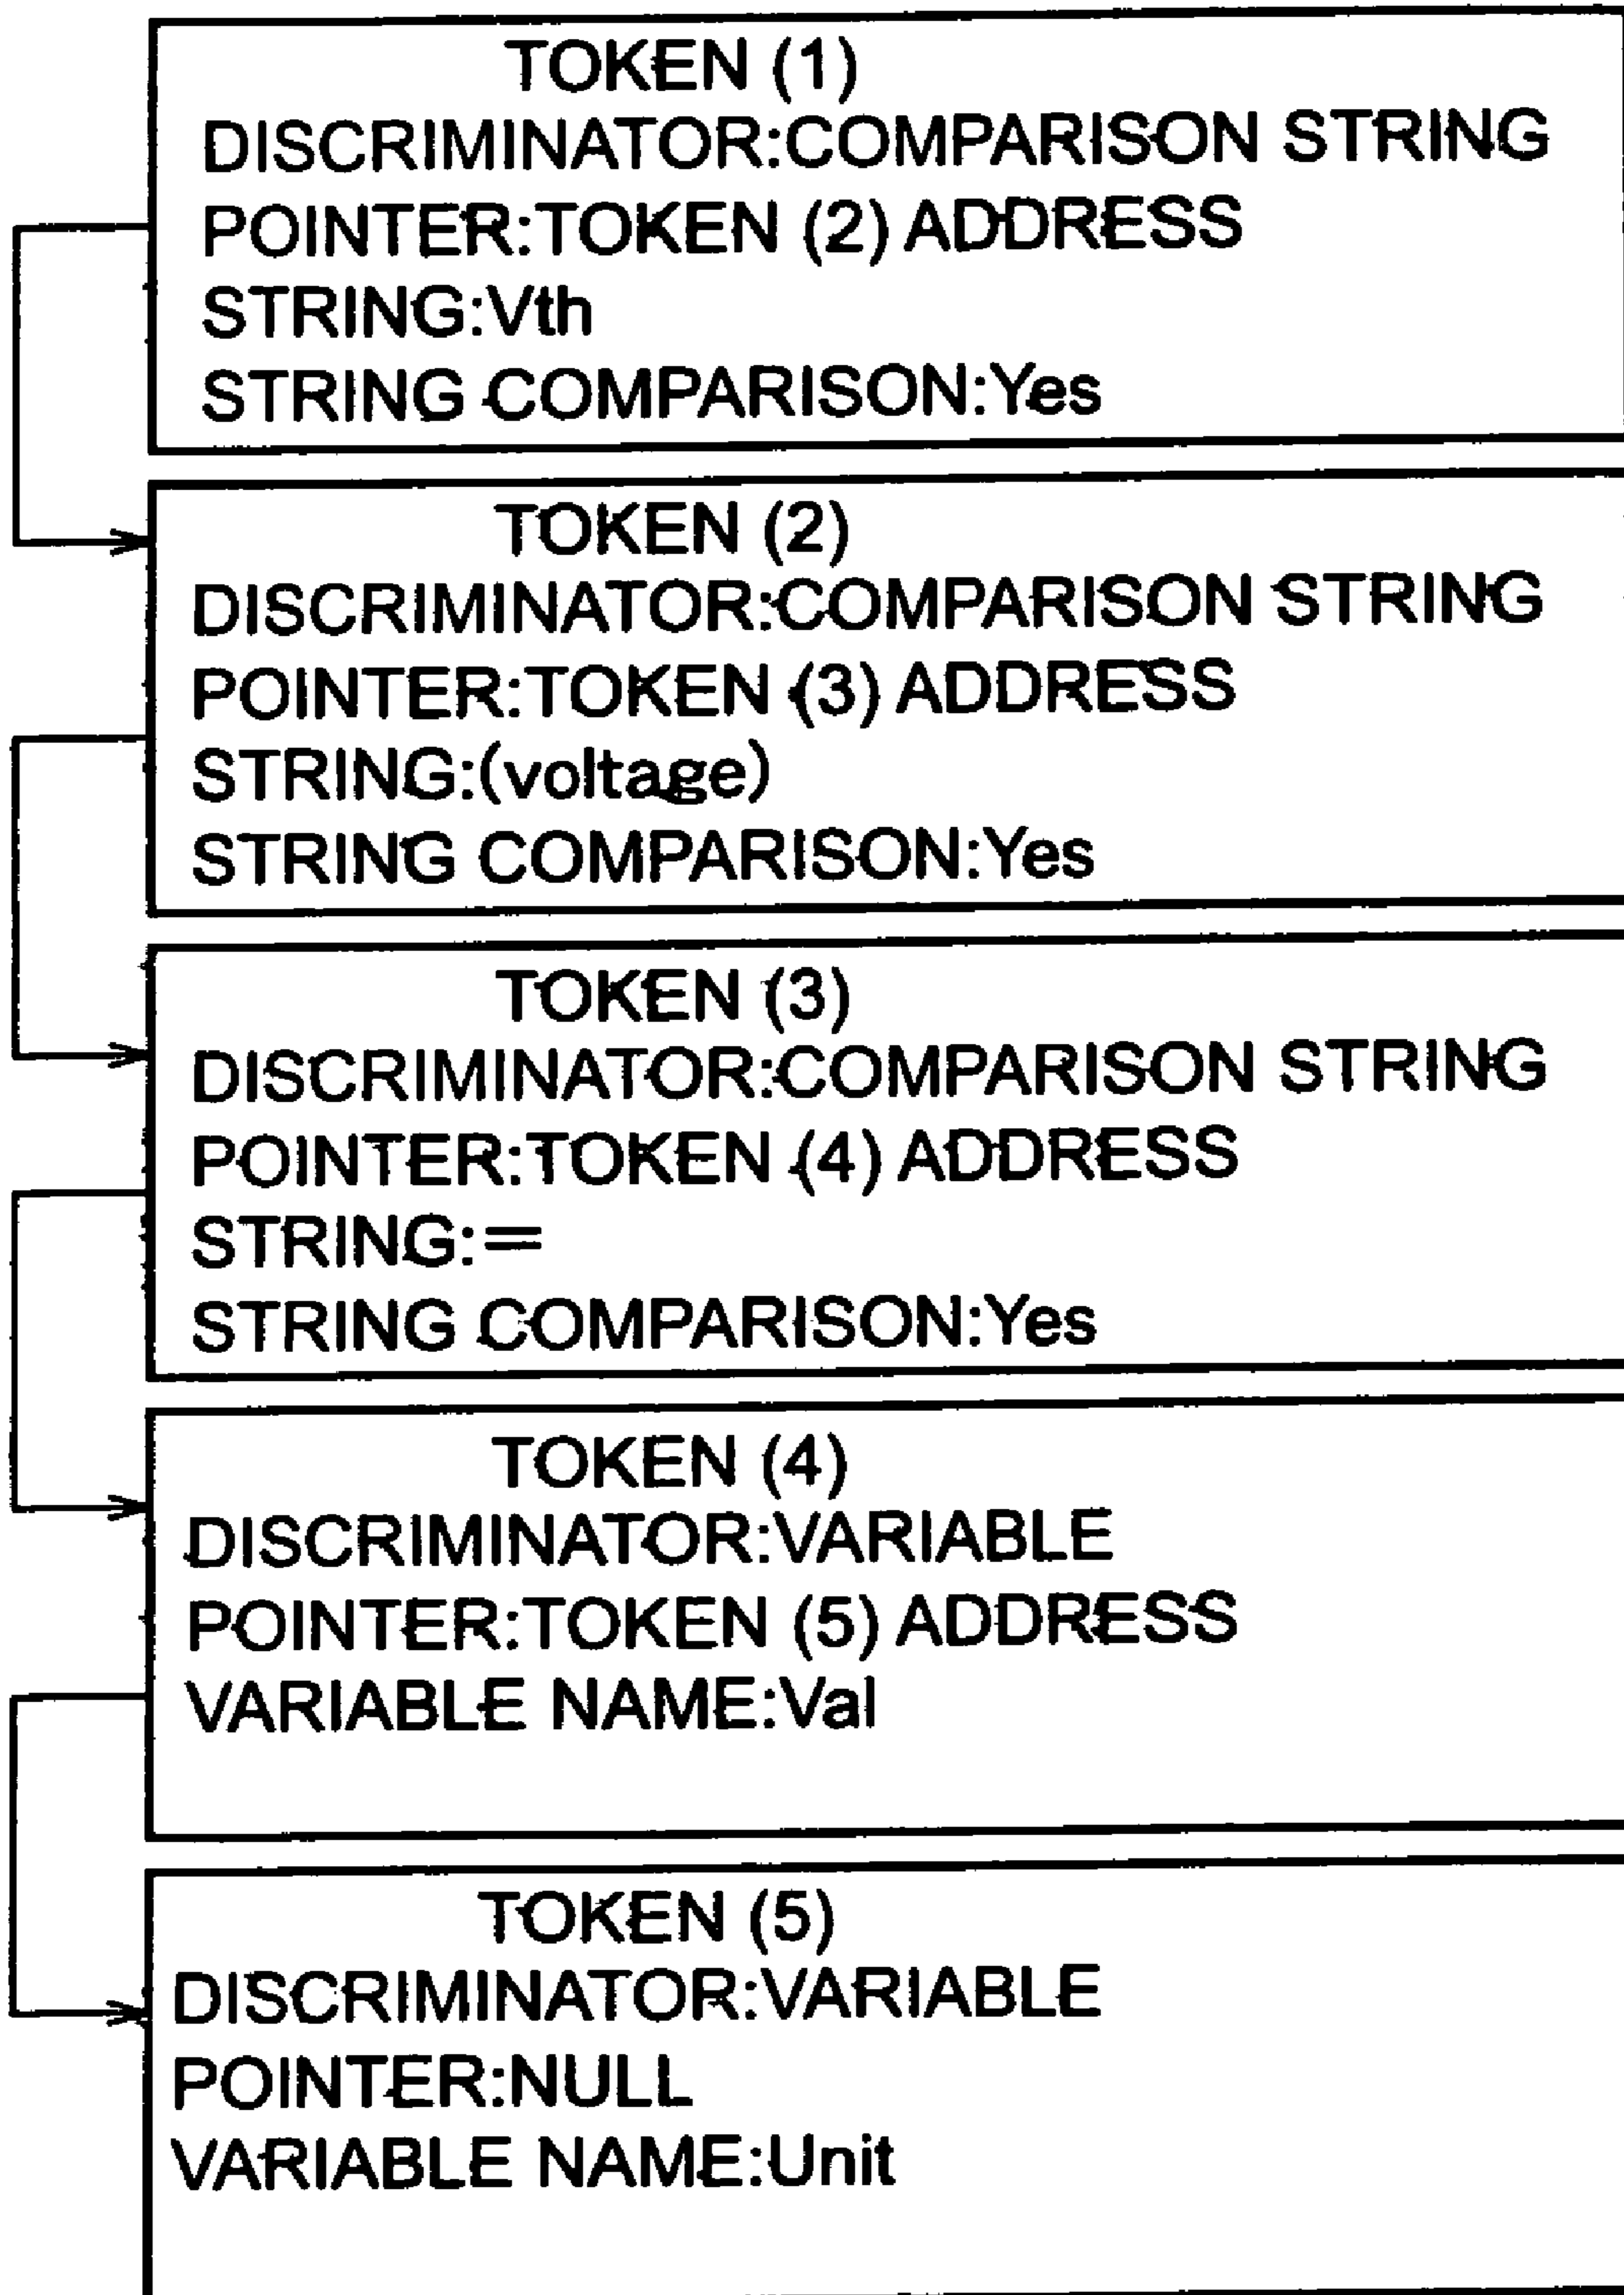 TOKEN (1)
DISCRIMINATOR:COMPARISON STRING
POINTER:TOKEN (2) ADDRESS
STRING:Vth
STRING COMPARISON:Yes
TOKEN (2)
DISCRIMINATOR:COMPARISON STRING
POINTER:TOKEN (3) ADDRESS
STRING:(voltage)
STRING COMPARISON:Yes
TOKEN (3)
DISCRIMINATOR:COMPARISON STRING
POINTER:TOKEN (4) ADDRESS
STRING:=
STRING COMPARISON:Yes
TOKEN (4)
DISCRIMINATOR:VARIABLE
POINTER:TOKEN (5) ADDRESS
VARIABLE NAME:Val
TOKEN (5)
DISCRIMINATOR:VARIABLE
POINTER:NULL
VARIABLE NAME:Unit